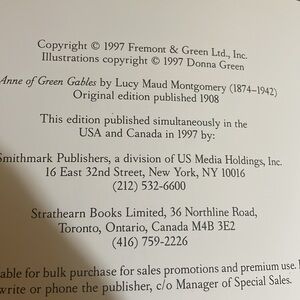 Copyright © 1997 Fremont & Green Ltd., Inc.
Illustrations copyright © 1997 Donna Green
Anne of Green Gables by Lucy Maud Montgomery (1874–1942)
Original edition published 1908
This edition published simultaneously in the
USA and Canada in 1997 by:
Smithmark Publishers, a division of US Media Holdings, Inc.
16 East 32nd Street, New York, NY 10016
(212) 532-6600
Strathearn Books Limited, 36 Northline Road,
Toronto, Ontario, Canada M4B 3E2
(416) 759-2226
able for bulk purchase for sales promotions and premium use.
write or phone the publisher, c/o Manager of Special Sales.